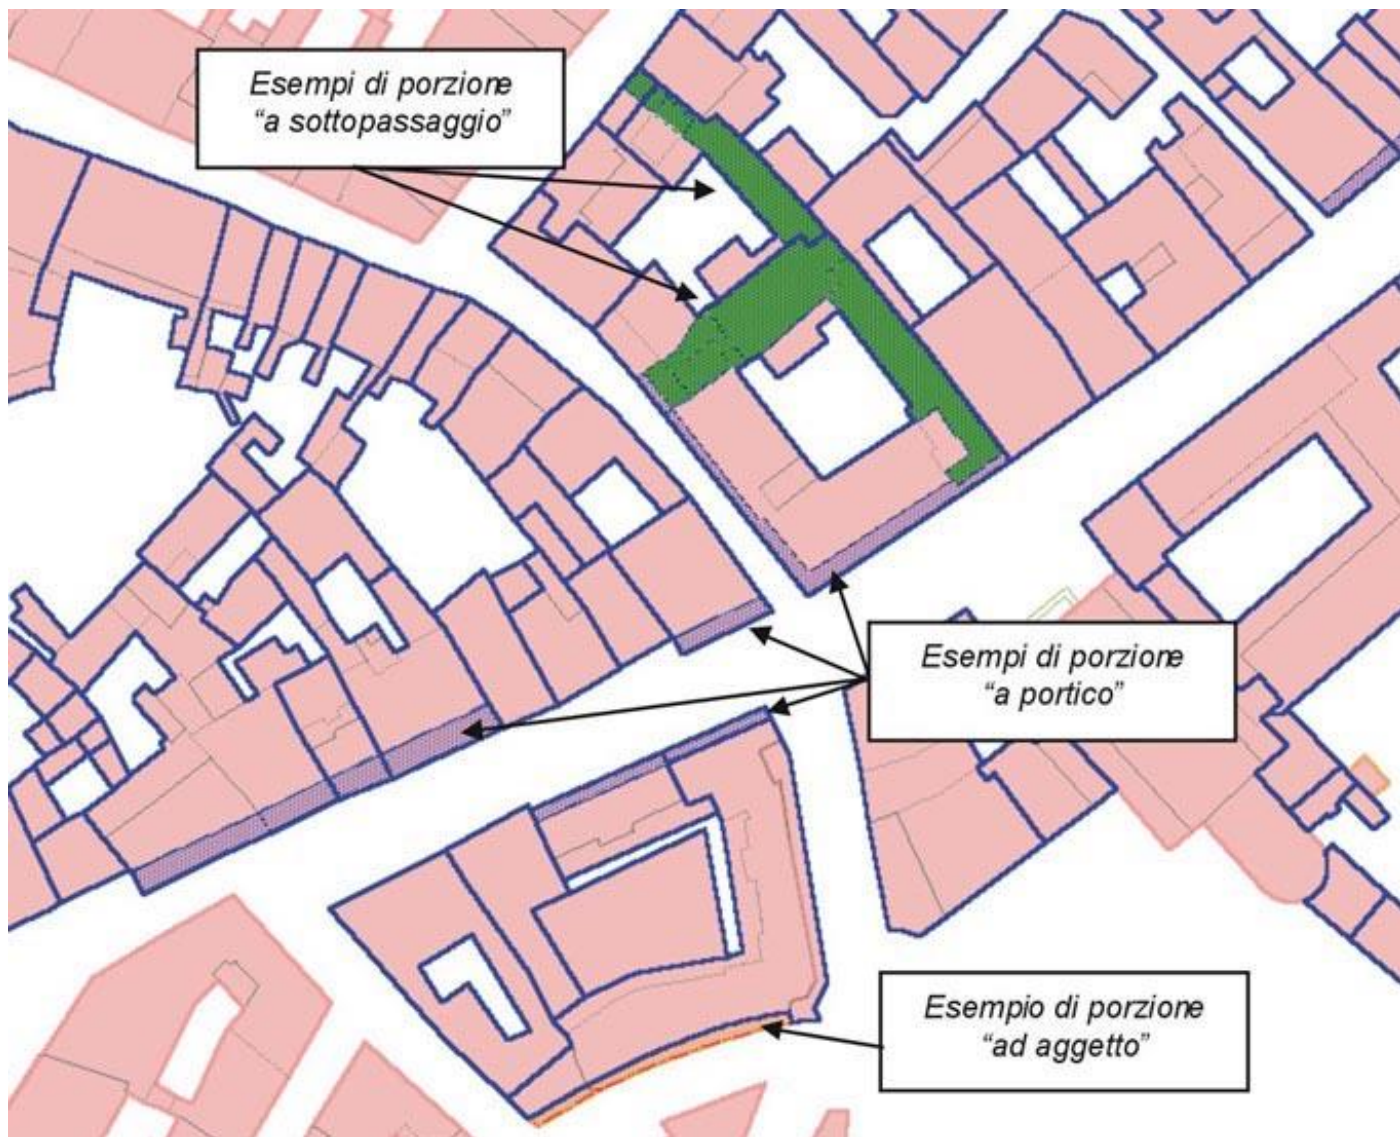 Esempi di porzione
“a sottopassaggio”
Esempi di porzione
“a portico”
Esempio di porzione
“ad aggetto”